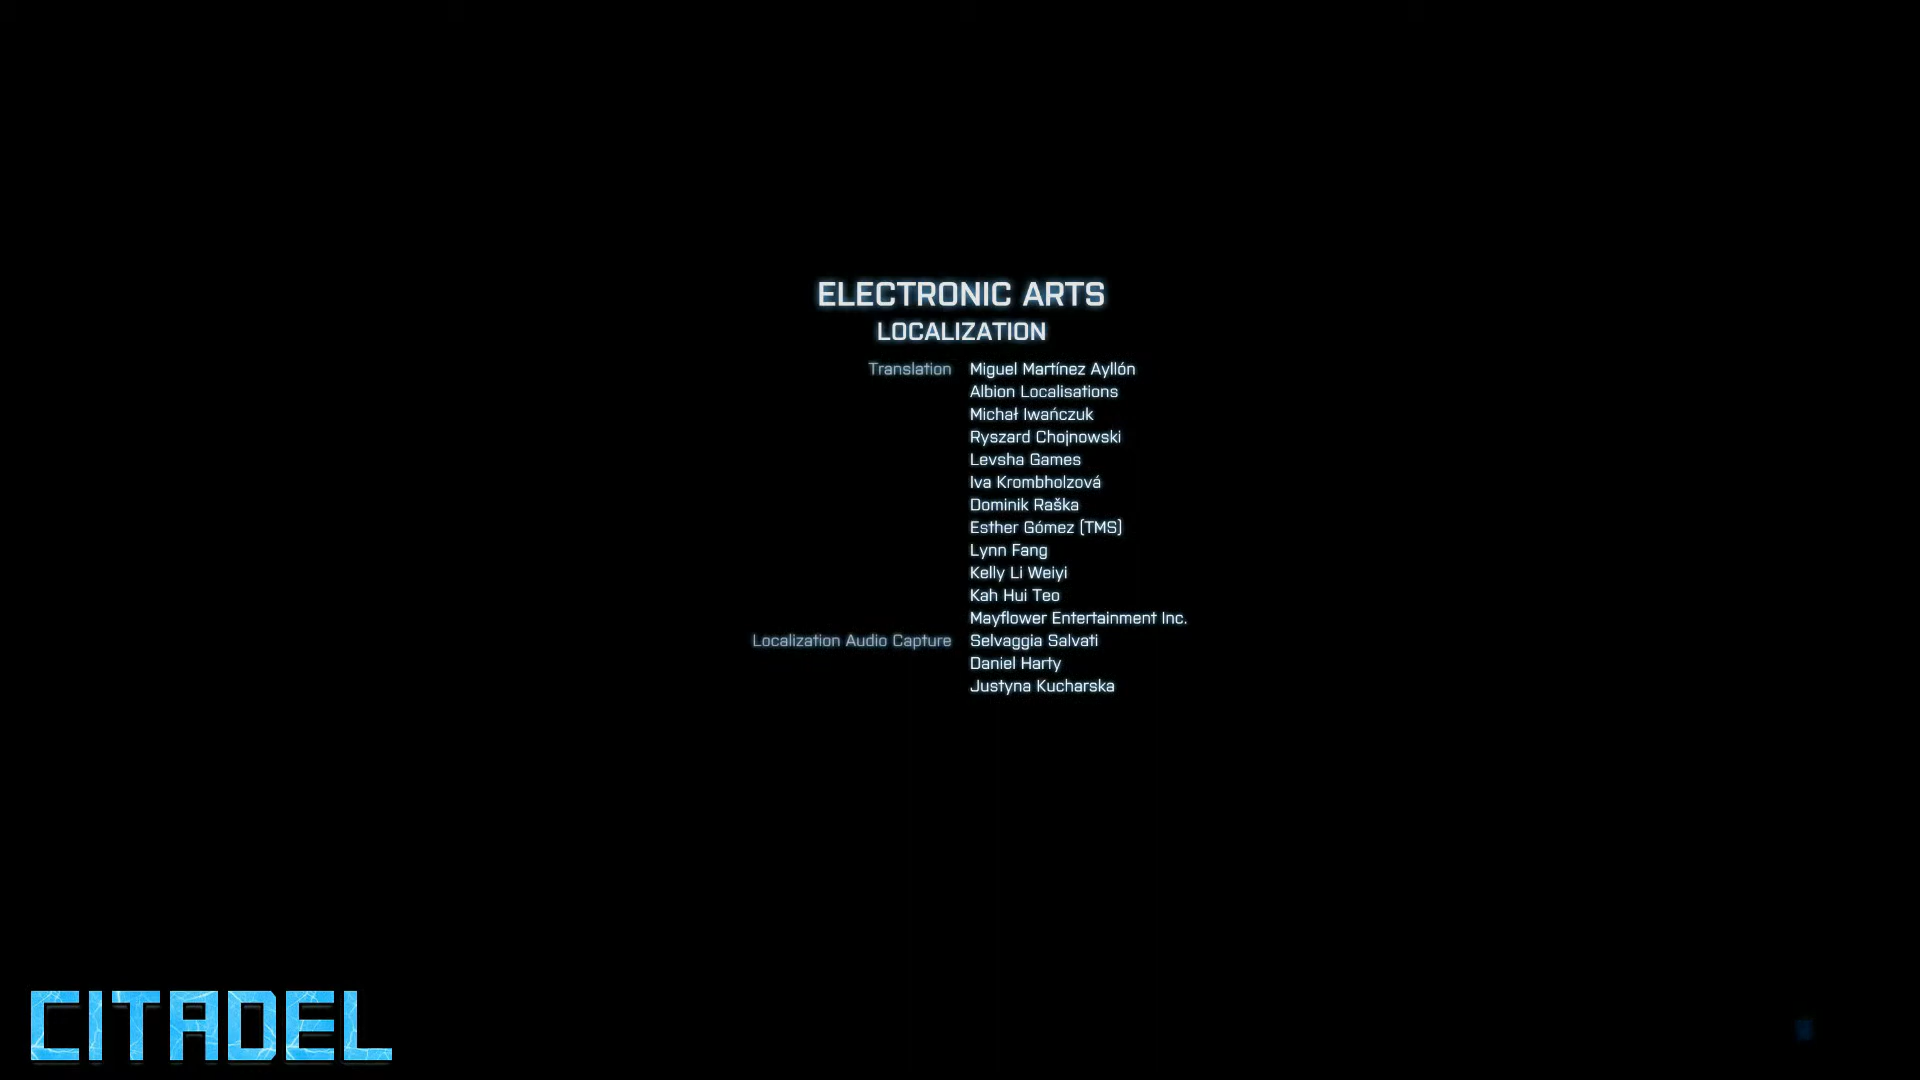 ELECTRONIC ARTS
LOCALIZATION
Translation Miguel Martínez Ayllón
Albion Localisations
Michał Iwańczuk
Ryszard Chojnowski
Levsha Games
Iva Krombholzová
Dominik Raška
Esther Gómez (TMS)
Lynn Fang
Kelly Li Weiyi
Kah Hui Teo
Mayflower Entertainment Inc.
Localization Audio Capture Selvaggia Salvati
Daniel Harty
Justyna Kucharska
CITADEL